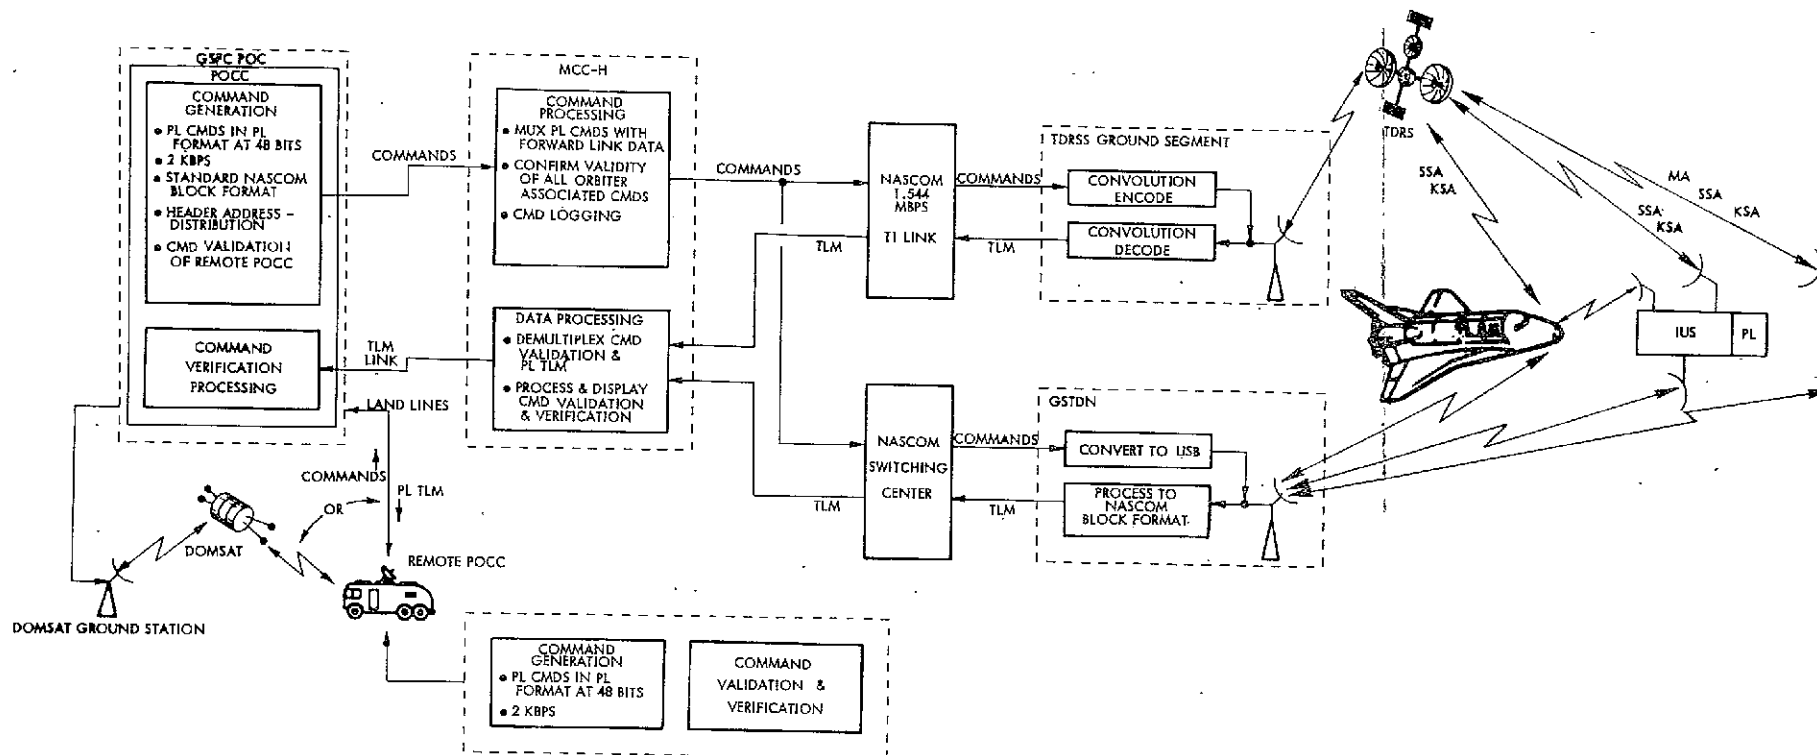 GSFC POC
POCC
COMMAND
GENERATION
• PL CMDS IN PL
FORMAT AT 48 BITS
• 2 KBPS
• STANDARD NASCOM
BLOCK FORMAT
• HEADER ADDRESS -
DISTRIBUTION
• CMD VALIDATION
OF REMOTE POCC
COMMAND
VERIFICATION
PROCESSING
COMMANDS
TLM
LINK
LAND LINES
COMMANDS
PL TLM
OR
DOMSAT
REMOTE POCC
DOMSAT GROUND STATION
MCC-H
COMMAND
PROCESSING
• MUX PL CMDS WITH
FORWARD LINK DATA
• CONFIRM VALIDITY
OF ALL ORBITER
ASSOCIATED CMDS
• CMD LOGGING
DATA PROCESSING
• DEMULTIPLEX CMD
VALIDATION &
PL TLM
• PROCESS & DISPLAY
CMD VALIDATION
& VERIFICATION
COMMAND
GENERATION
• PL CMDS IN PL
FORMAT AT 48 BITS
• 2 KBPS
COMMAND
VALIDATION &
VERIFICATION
COMMANDS
TLM
NASCOM
1.544
MBPS
T1 LINK
COMMANDS
TLM
TDRSS GROUND SEGMENT
CONVOLUTION
ENCODE
CONVOLUTION
DECODE
TLM
NASCOM
SWITCHING
CENTER
COMMANDS
TLM
GSTDN
CONVERT TO USB
PROCESS TO
NASCOM
BLOCK FORMAT
TDRS
SSA
KSA
MA
SSA
KSA
SSA
KSA
IUS
PL